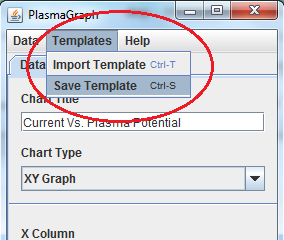 PlasmaGraph
Data Templates Help
Import Template Ctrl-T
Save Template Ctrl-S
Data
Chart Title
Current Vs. Plasma Potential
Chart Type
XY Graph
X Column